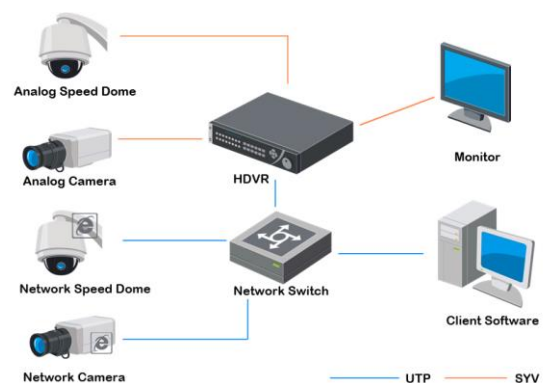 Analog Speed Dome
Monitor
Analog Camera
HDVR
Network Speed Dome
Network Switch
Client Software
Network Camera
UTP
SYV